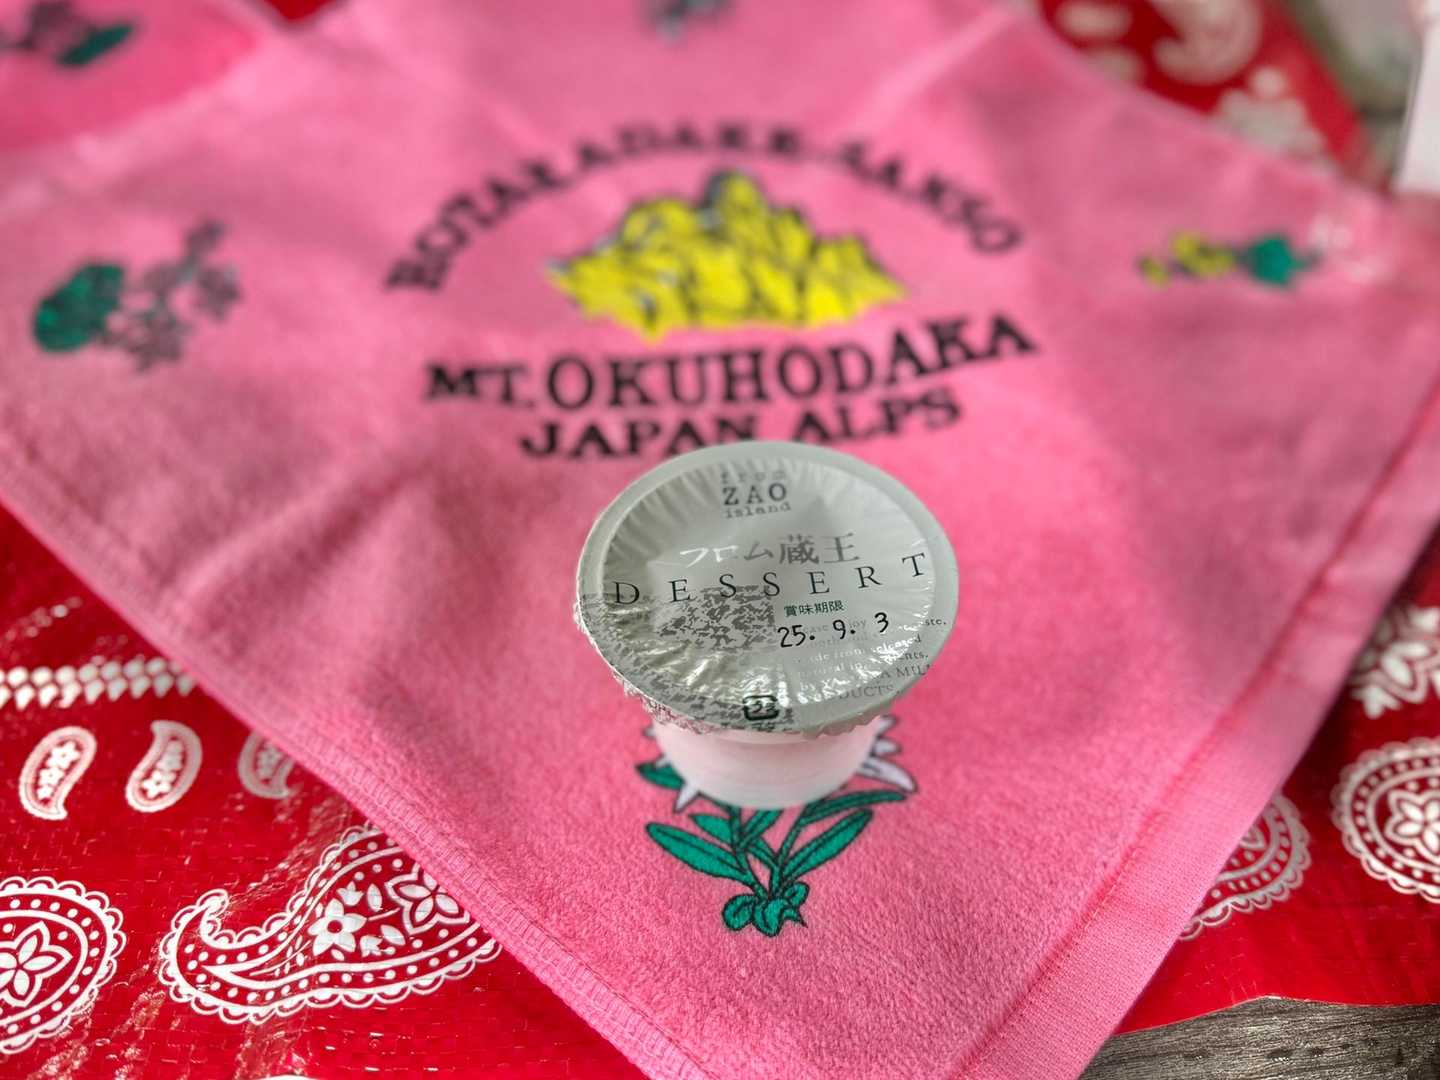 HOTAKADAKE-SANSO
MT. OKUHODAKA
JAPAN ALPS
from
ZAO
island
フロム蔵王
DESSERT
賞味期限
25. 9. 3